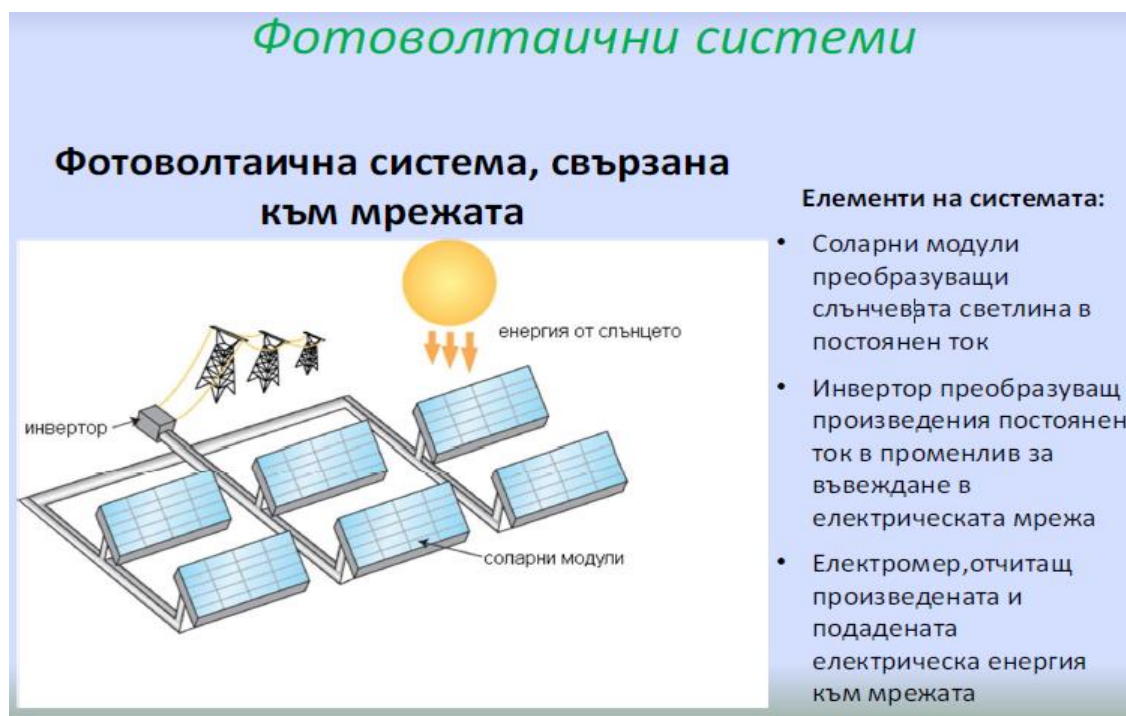 Фотоволтаични системи
Фотоволтаична система, свързана
към мрежата
енергия от слънцето
инвертор
соларни модули
Елементи на системата:
• Соларни модули
преобразуващи
слънчевата светлина в
постоянен ток
• Инвертор преобразуващ
произведения постоянен
ток в променлив за
въвеждане в
електрическата мрежа
• Електромер,отчитащ
произведената и
подадената
електрическа енергия
към мрежата